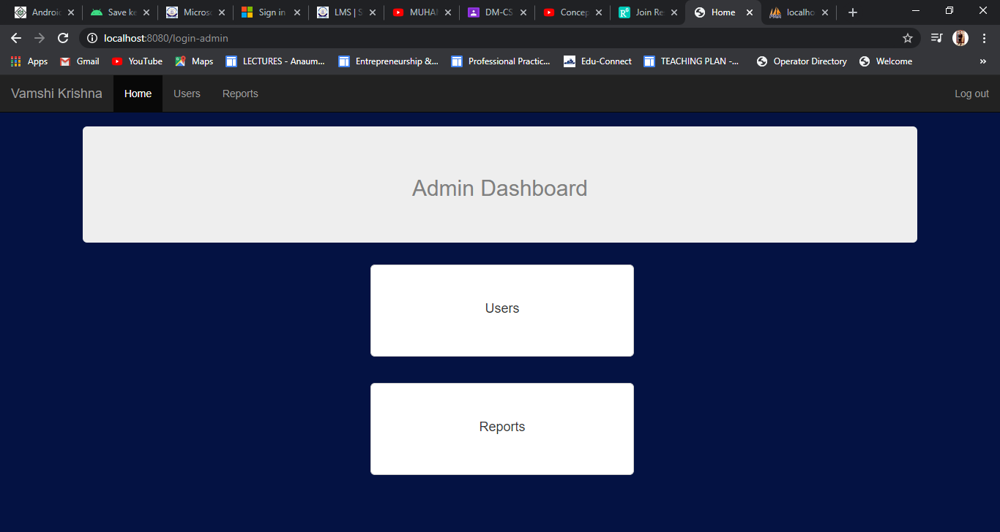 Android Save ke Microso Sign in LMS | S MUHAM DM-CS Concep Join Re Home localho
localhost:8080/login-admin
Apps Gmail YouTube Maps LECTURES - Anaum... Entrepreneurship &... Professional Practic... Edu-Connect TEACHING PLAN -... Operator Directory Welcome »
Vamshi Krishna Home Users Reports Log out
Admin Dashboard
Users
Reports